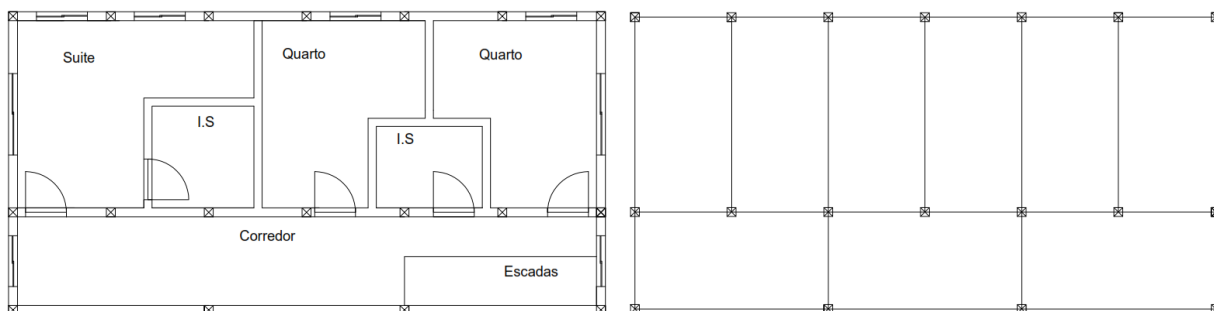 Suite
Quarto
Quarto
I.S
I.S
Corredor
Escadas